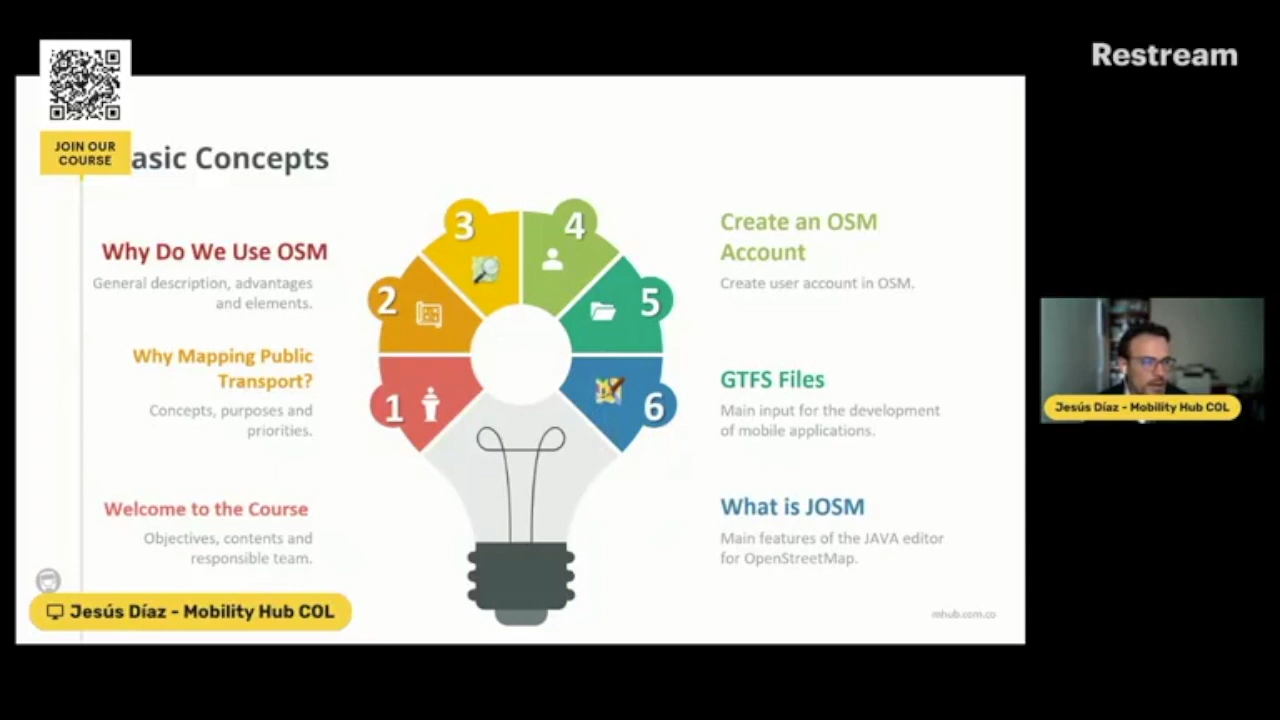 Restream
JOIN OUR
COURSE
asic Concepts
Why Do We Use OSM
General description, advantages
and elements.
Why Mapping Public
Transport?
Concepts, purposes and
priorities.
Welcome to the Course
Objectives, contents and
responsible team.
3
4
2
5
1
6
Create an OSM
Account
Create user account in OSM.
GTFS Files
Main input for the development
of mobile applications.
What is JOSM
Main features of the JAVA editor
for OpenStreetMap.
mhub.com.co
Jesús Díaz - Mobility Hub COL
Jesús Díaz - Mobility Hub COL